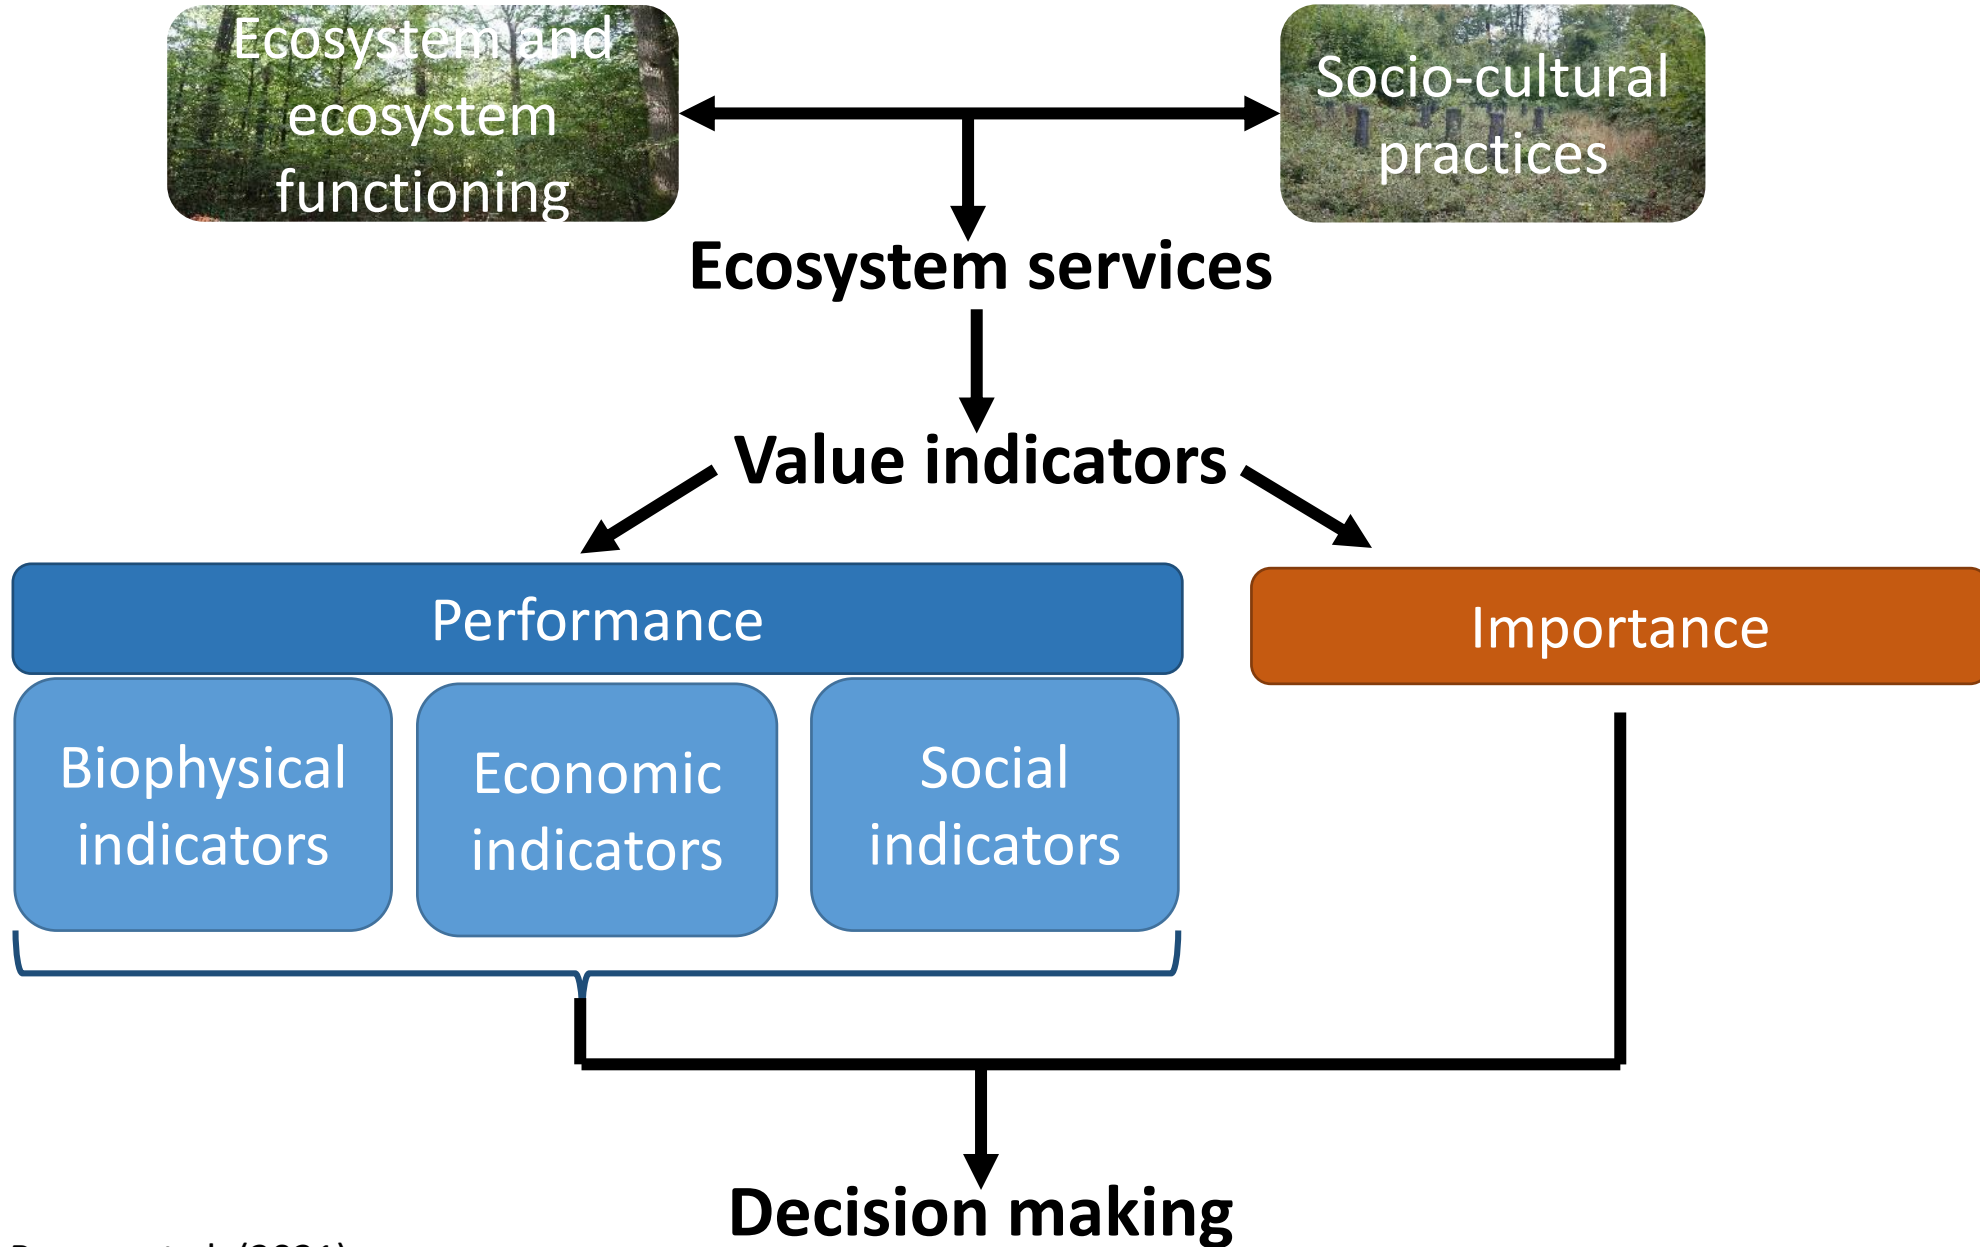 Ecosystem and
ecosystem
functioning
Socio-cultural
practices
Ecosystem services
Value indicators
Performance
Importance
Biophysical
indicators
Economic
indicators
Social
indicators
Decision making